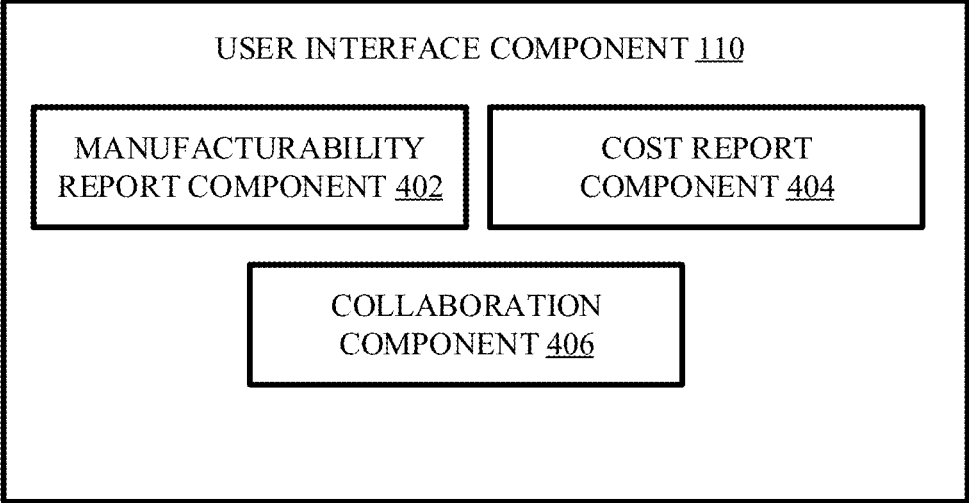 USER INTERFACE COMPONENT 110
MANUFACTURABILITY
REPORT COMPONENT 402
COST REPORT
COMPONENT 404
COLLABORATION
COMPONENT 406